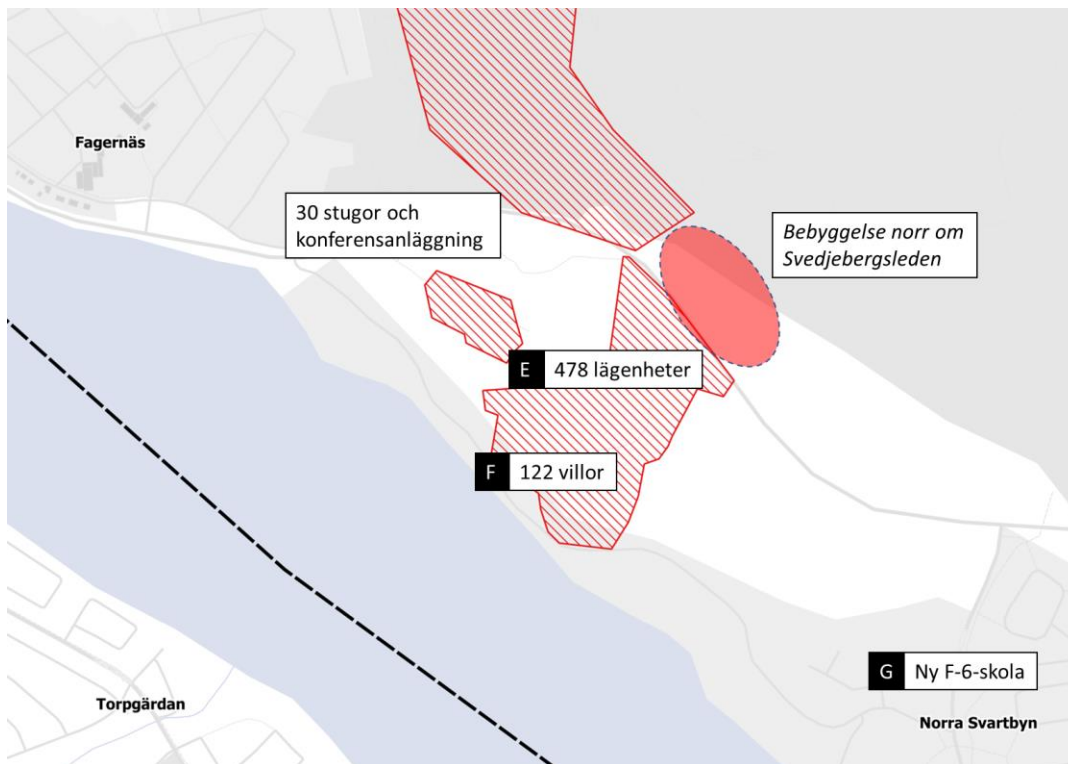 Fagernäs
30 stugor och
konferensanläggning
Bebyggelse norr om
Svedjebergsleden
E 478 lägenheter
F 122 villor
G Ny F-6-skola
Torpgärdan
Norra Svartbyn